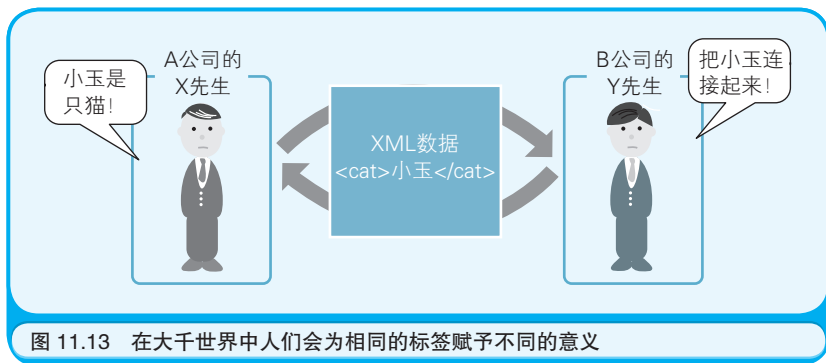 小玉是
只猫！
A公司的
X先生
XML数据
<cat>小玉</cat>
B公司的
Y先生
把小玉连
接起来！
图 11.13 在大千世界中人们会为相同的标签赋予不同的意义